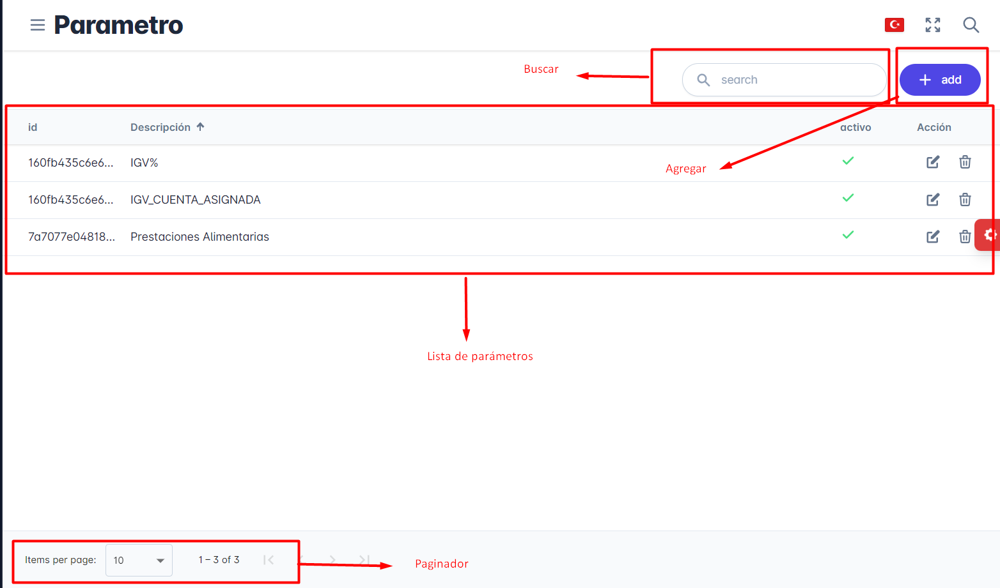 Parametro
Buscar
search
add
id Descripción activo Acción
160fb435c6e6... IGV%
Agregar
160fb435c6e6... IGV_CUENTA_ASIGNADA
7a7077e04818... Prestaciones Alimentarias
Lista de parámetros
Items per page: 10 1 – 3 of 3
Paginador